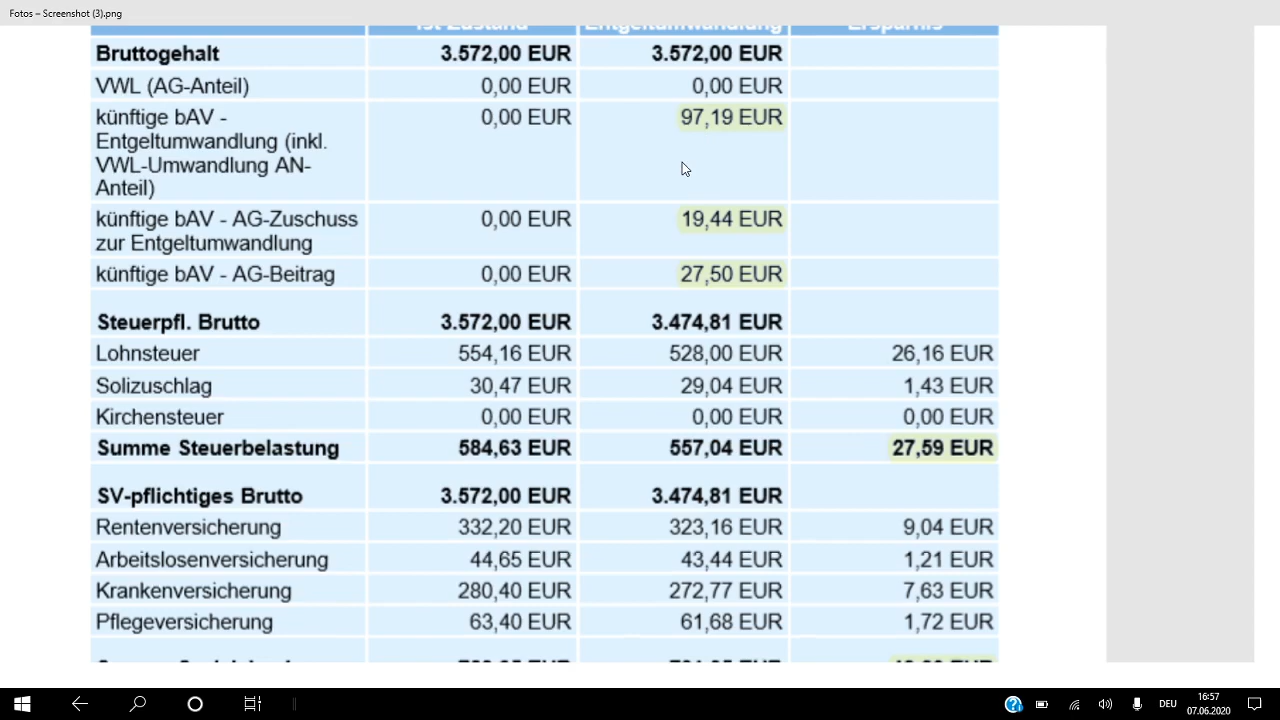 Fotos – Screenshot (3).png
Ist-Zustand Entgeltumwandlung Ersparnis
Bruttogehalt 3.572,00 EUR 3.572,00 EUR
VWL (AG-Anteil) 0,00 EUR 0,00 EUR
künftige bAV - 0,00 EUR 97,19 EUR
Entgeltumwandlung (inkl.
VWL-Umwandlung AN-
Anteil)
künftige bAV - AG-Zuschuss 0,00 EUR 19,44 EUR
zur Entgeltumwandlung
künftige bAV - AG-Beitrag 0,00 EUR 27,50 EUR
Steuerpfl. Brutto 3.572,00 EUR 3.474,81 EUR
Lohnsteuer 554,16 EUR 528,00 EUR 26,16 EUR
Solizuschlag 30,47 EUR 29,04 EUR 1,43 EUR
Kirchensteuer 0,00 EUR 0,00 EUR 0,00 EUR
Summe Steuerbelastung 584,63 EUR 557,04 EUR 27,59 EUR
SV-pflichtiges Brutto 3.572,00 EUR 3.474,81 EUR
Rentenversicherung 332,20 EUR 323,16 EUR 9,04 EUR
Arbeitslosenversicherung 44,65 EUR 43,44 EUR 1,21 EUR
Krankenversicherung 280,40 EUR 272,77 EUR 7,63 EUR
Pflegeversicherung 63,40 EUR 61,68 EUR 1,72 EUR
DEU
16:57
07.06.2020